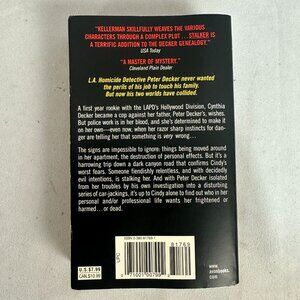 "KELLERMAN SKILLFULLY WEAVES THE VARIOUS
CHARACTERS THROUGH A COMPLEX PLOT...STALKER IS
A TERRIFIC ADDITION TO THE DECKER GENEALOGY."
USA Today
"A MASTER OF MYSTERY."
Cleveland Plain Dealer
L.A. Homicide Detective Peter Decker never wanted
the perils of his job to touch his family.
But now his two worlds have collided.
A first year rookie with the LAPD's Hollywood Division, Cynthia
Decker became a cop against her father, Peter Decker's,
wishes. But police work is in her blood, and she's determined to make it
on her own—even now, when her razor sharp instincts for dan-
ger are telling her that something is very wrong...
The signs are impossible to ignore: things being moved around
in her apartment, the destruction of personal effects. But it's a
harrowing trip down a dark canyon road that confirms Cindy's
worst fears. Someone fiendishly relentless, and with decidedly
evil intentions, is stalking her. And with Peter Decker isolated
from her troubles by his own investigation into a disturbing
series of car-jackings, it's up to Cindy alone to find out who in her
personal and/or professional life wants her frightened or
harmed...or dead.
ISBN 0-380-81769-7
81769
U.S. $7.99
CAN. $10.99
UPC
71001 00799
www.
avonbooks.
com